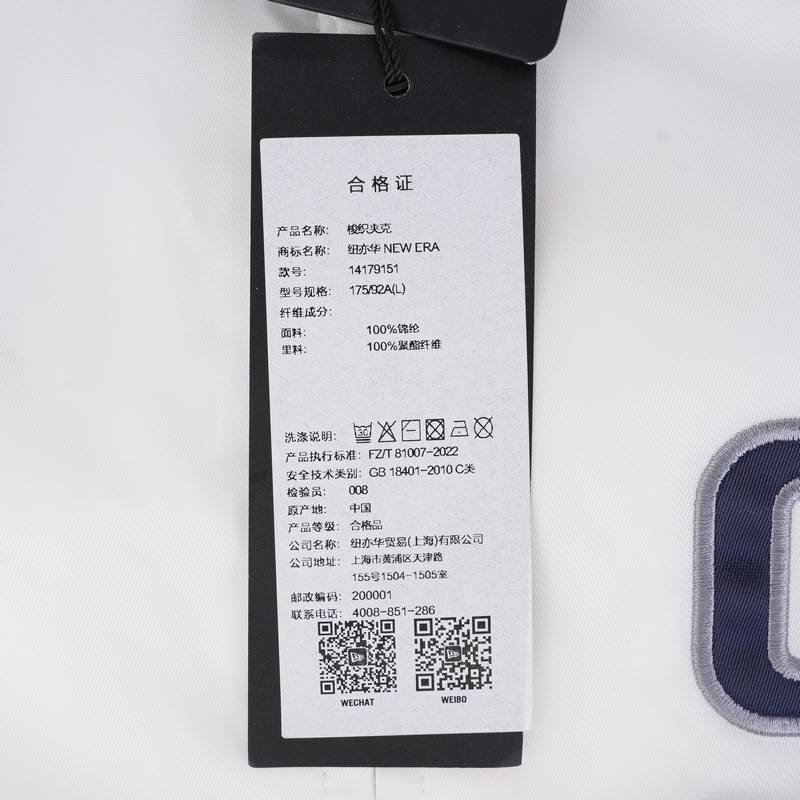 合格证
产品名称: 梭织夹克
商标名称: 纽亦华 NEW ERA
款号: 14179151
型号规格: 175/92A(L)
纤维成分:
面料: 100%锦纶
里料: 100%聚酯纤维
洗涤说明: 30
产品执行标准: FZ/T 81007-2022
安全技术类别: GB 18401-2010 C类
检验员: 008
原产地: 中国
产品等级: 合格品
公司名称: 纽亦华贸易(上海)有限公司
公司地址: 上海市黄浦区天津路
155号1504-1505室
邮政编码: 200001
联系电话: 4008-851-286
WECHAT WEIBO